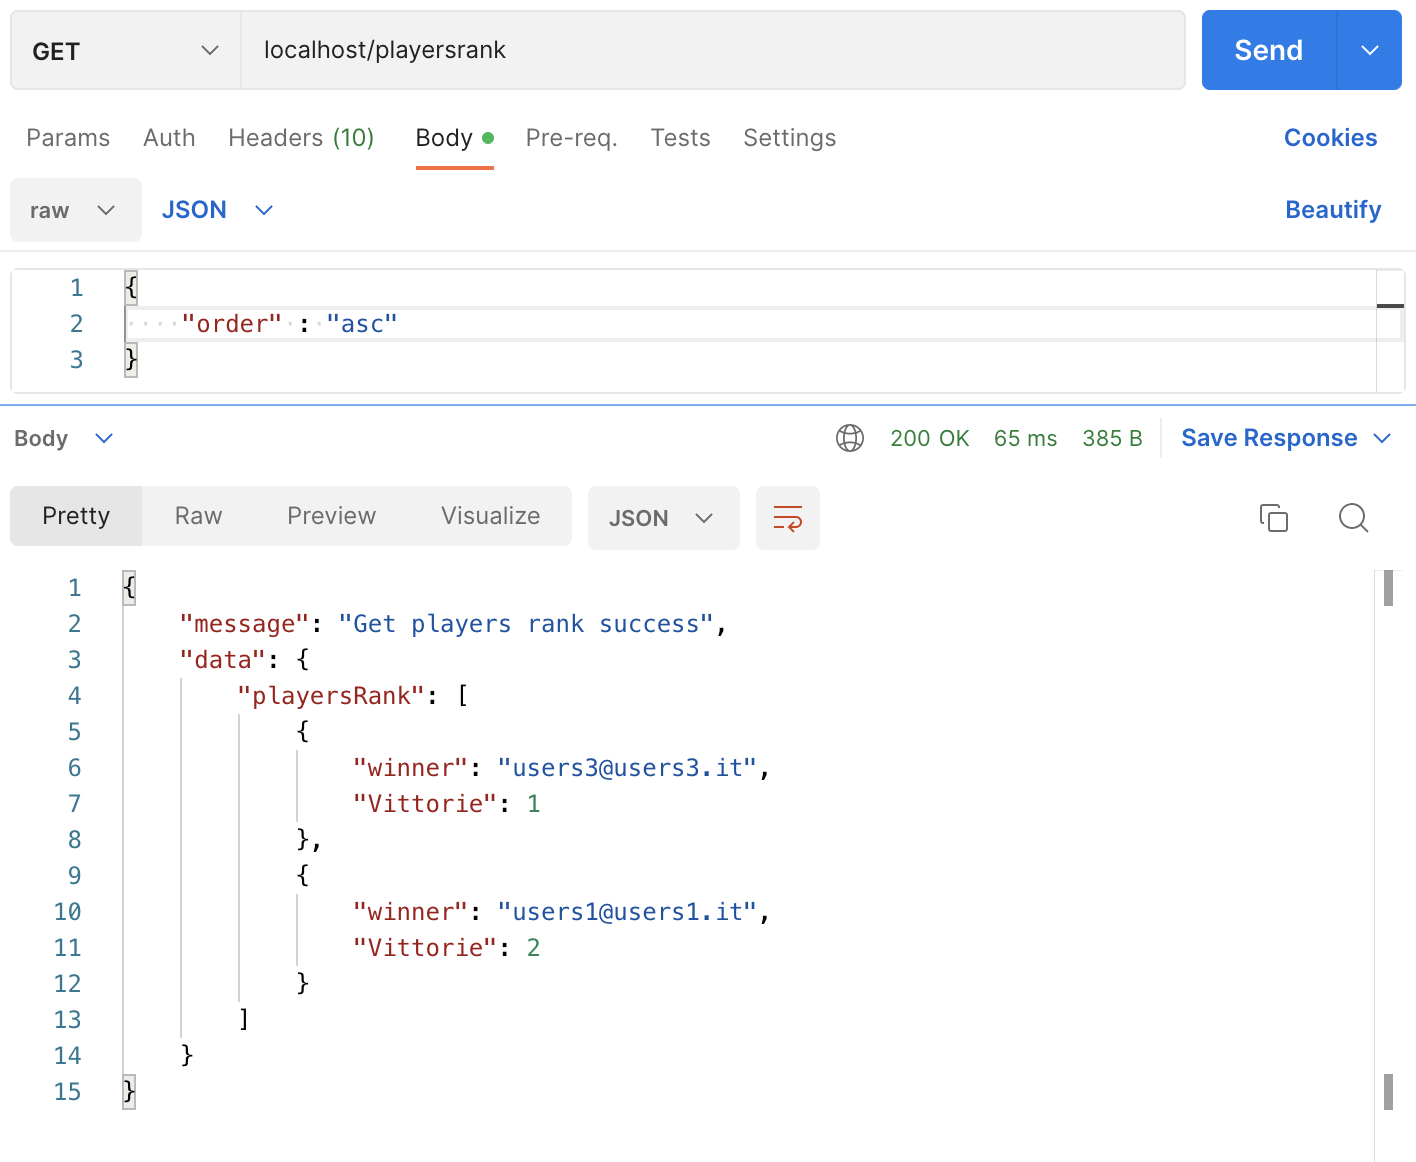 GET localhost/playersrank Send
Params Auth Headers (10) Body Pre-req. Tests Settings Cookies
raw JSON Beautify
1 {
2 "order" : "asc"
3 }
Body 200 OK 65 ms 385 B Save Response
Pretty Raw Preview Visualize JSON
1 {
2 "message": "Get players rank success",
3 "data": {
4 "playersRank": [
5 {
6 "winner": "users3@users3.it",
7 "Vittorie": 1
8 },
9 {
10 "winner": "users1@users1.it",
11 "Vittorie": 2
12 }
13 ]
14 }
15 }